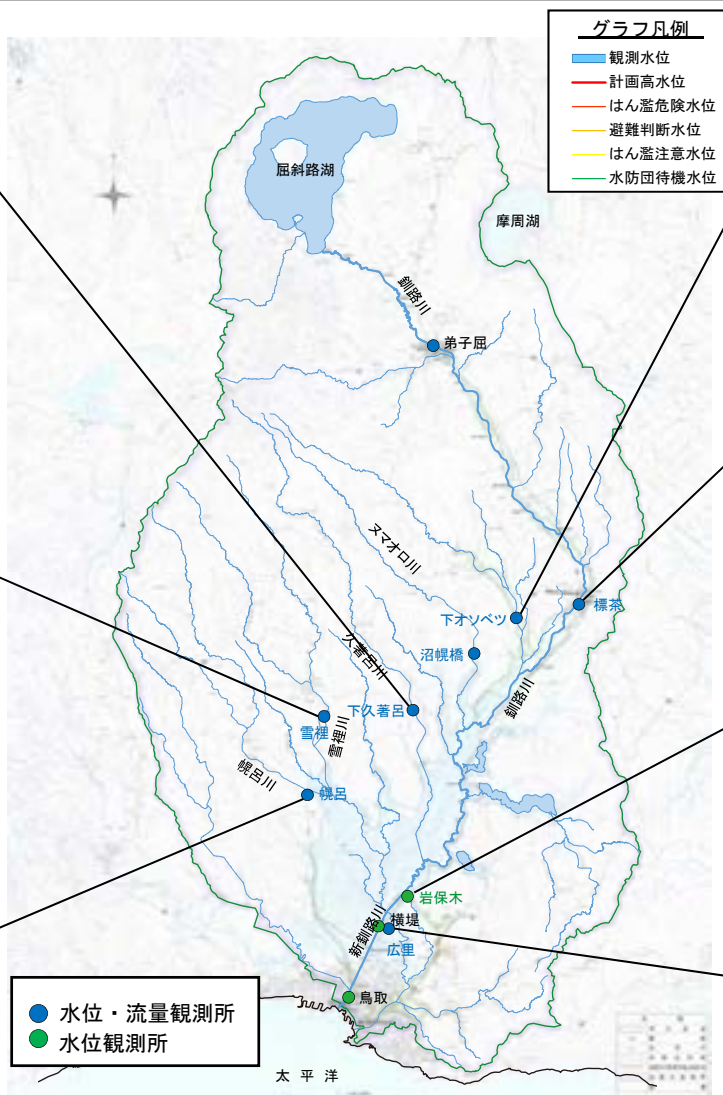 グラフ凡例
観測水位
計画高水位
はん濫危険水位
避難判断水位
はん濫注意水位
水防団待機水位
屈斜路湖
摩周湖
釧路川
弟子屈
ヌマオロ川
下オソベツ
標茶
沼幌橋
久著呂川
釧路川
下久著呂
雪裡
雪裡川
幌呂川
幌呂
岩保木
横堤
新釧路川
広里
鳥取
水位・流量観測所
水位観測所
太平洋